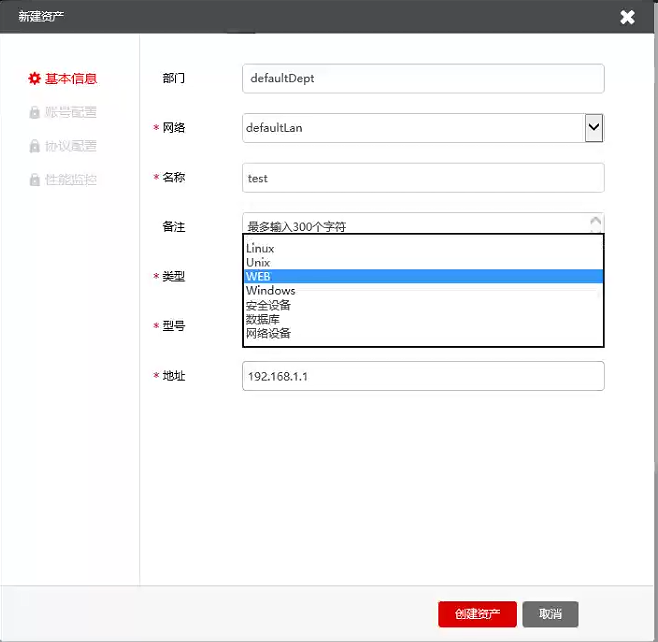 新建资产
基本信息
账号配置
协议配置
性能监控
部门
defaultDept
* 网络
defaultLan
* 名称
test
备注
最多输入300个字符
* 类型
Linux
Unix
WEB
Windows
安全设备
数据库
网络设备
* 型号
* 地址
192.168.1.1
创建资产
取消